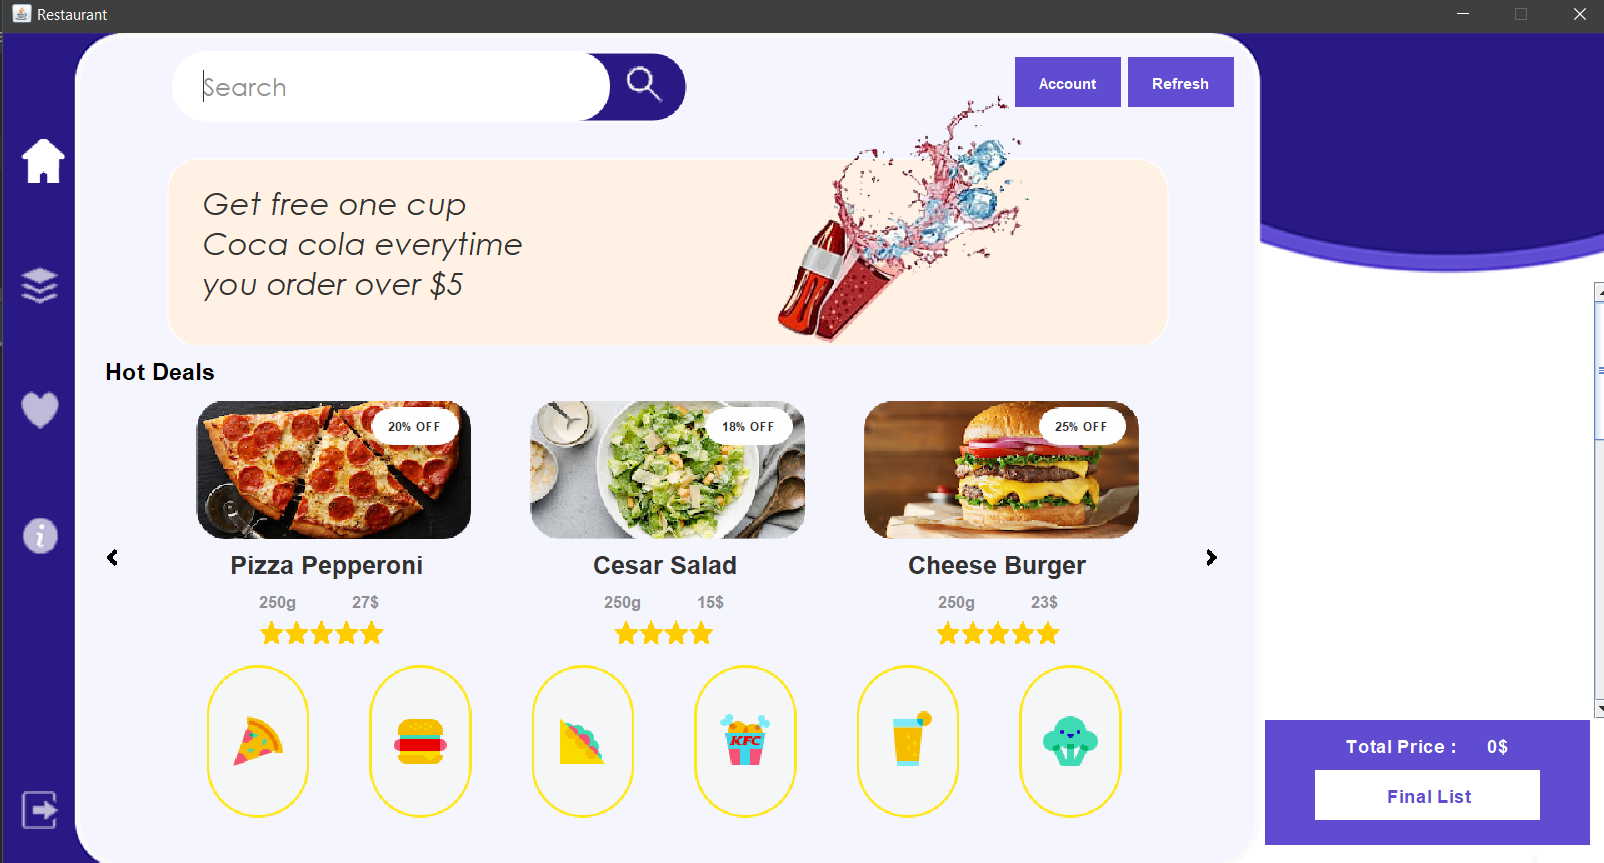 Restaurant
Search
Account
Refresh
Get free one cup
Coca cola everytime
you order over $5
Hot Deals
20% OFF
18% OFF
25% OFF
Pizza Pepperoni
Cesar Salad
Cheese Burger
250g 27$
250g 15$
250g 23$
KFC
Total Price : 0$
Final List